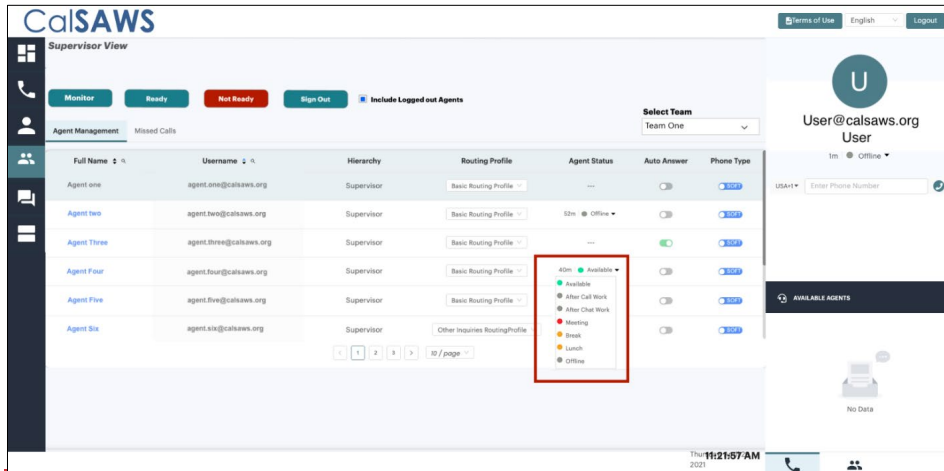 CalSAWS
Terms of Use English Logout
Supervisor View
Monitor Ready Not Ready Sign Out Include Logged out Agents
Select Team
Team One
Agent Management Missed Calls
Full Name Username Hierarchy Routing Profile Agent Status Auto Answer Phone Type
Agent one agent.one@calsaws.org Supervisor Basic Routing Profile --- SOFT
Agent two agent.two@calsaws.org Supervisor Basic Routing Profile 52m Offline SOFT
Agent Three agent.three@calsaws.org Supervisor Basic Routing Profile --- SOFT
Agent Four agent.four@calsaws.org Supervisor Basic Routing Profile 40m Available SOFT
Available
After Call Work
After Chat Work
Meeting
Break
Lunch
Offline
Agent Five agent.five@calsaws.org Supervisor Basic Routing Profile SOFT
Agent Six agent.six@calsaws.org Supervisor Other Inquiries RoutingProfile SOFT
< 1 2 3 > 10 / page
U
User@calsaws.org
User
1m Offline
USA+1 Enter Phone Number
AVAILABLE AGENTS
No Data
11:21:57 AM
2021